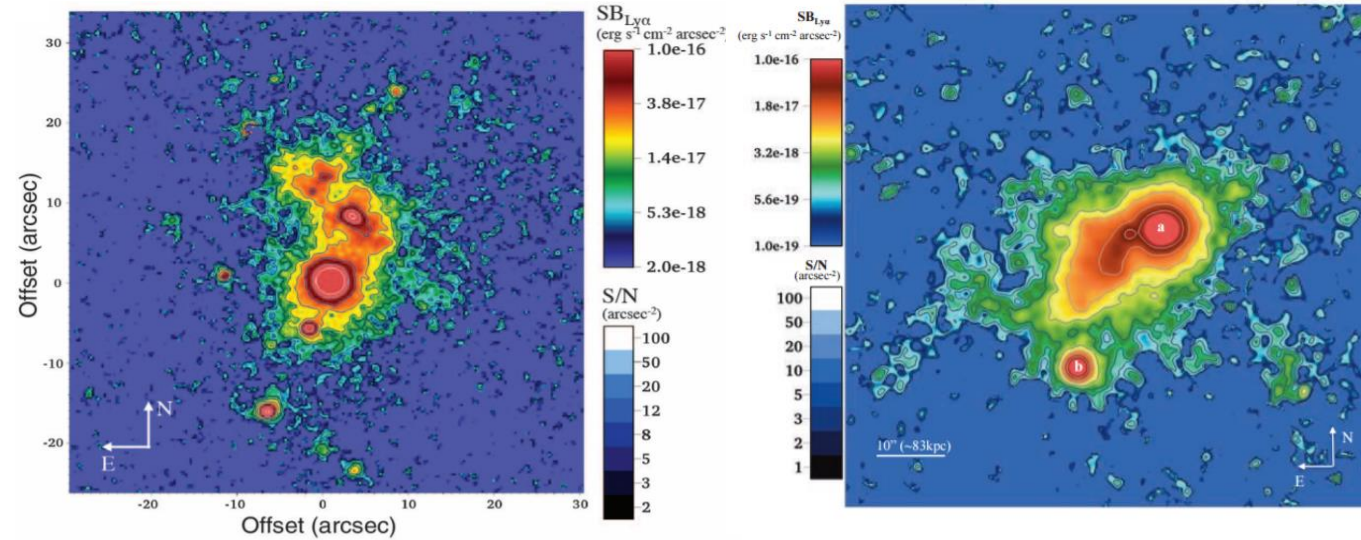 SB Lyα
(erg s⁻¹ cm⁻² arcsec⁻²)
1.0e-16
3.8e-17
1.4e-17
5.3e-18
2.0e-18
S/N
(arcsec⁻²)
100
50
20
12
8
5
3
2
30
20
10
0
-10
-20
Offset (arcsec)
N
E
-20
-10
0
10
20
30
Offset (arcsec)
SB Lyα
(erg s⁻¹ cm⁻² arcsec⁻²)
1.0e-16
1.8e-17
3.2e-18
5.6e-19
1.0e-19
S/N
(arcsec⁻²)
100
50
20
10
5
3
2
1
a
b
10” (~83kpc)
N
E